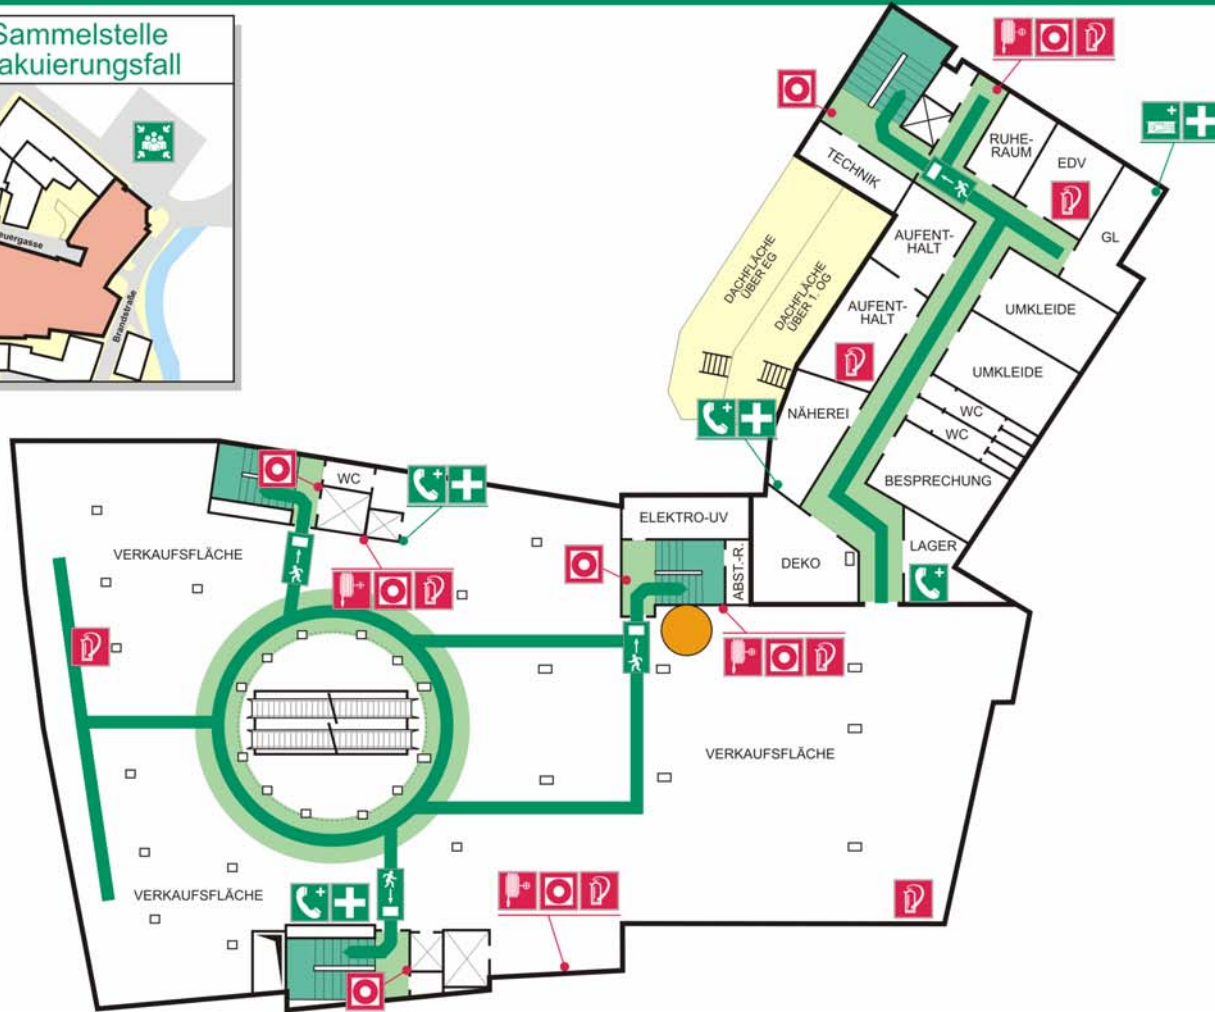 Sammelstelle
akuierungsfall
euergasse
Brandstraße
RUHE-
RAUM
EDV
TECHNIK
GL
AUFENT-
HALT
DACHFLÄCHE
ÜBER EG
DACHFLÄCHE
ÜBER 1. OG
AUFENT-
HALT
UMKLEIDE
UMKLEIDE
NÄHEREI
WC
WC
BESPRECHUNG
WC
ELEKTRO-UV
VERKAUFSFLÄCHE
DEKO
LAGER
ABST.-R.
VERKAUFSFLÄCHE
VERKAUFSFLÄCHE